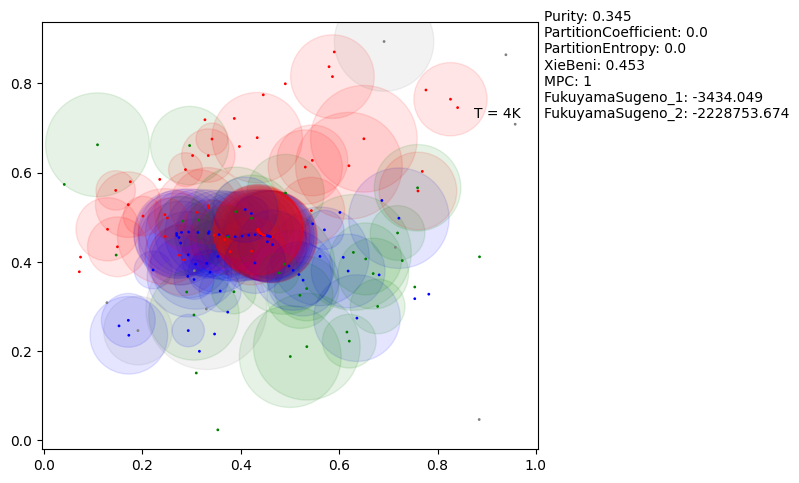 Purity: 0.345
PartitionCoefficient: 0.0
PartitionEntropy: 0.0
XieBeni: 0.453
MPC: 1
FukuyamaSugeno_1: -3434.049
FukuyamaSugeno_2: -2228753.674
T = 4K
0.8
0.6
0.4
0.2
0.0
0.0 0.2 0.4 0.6 0.8 1.0